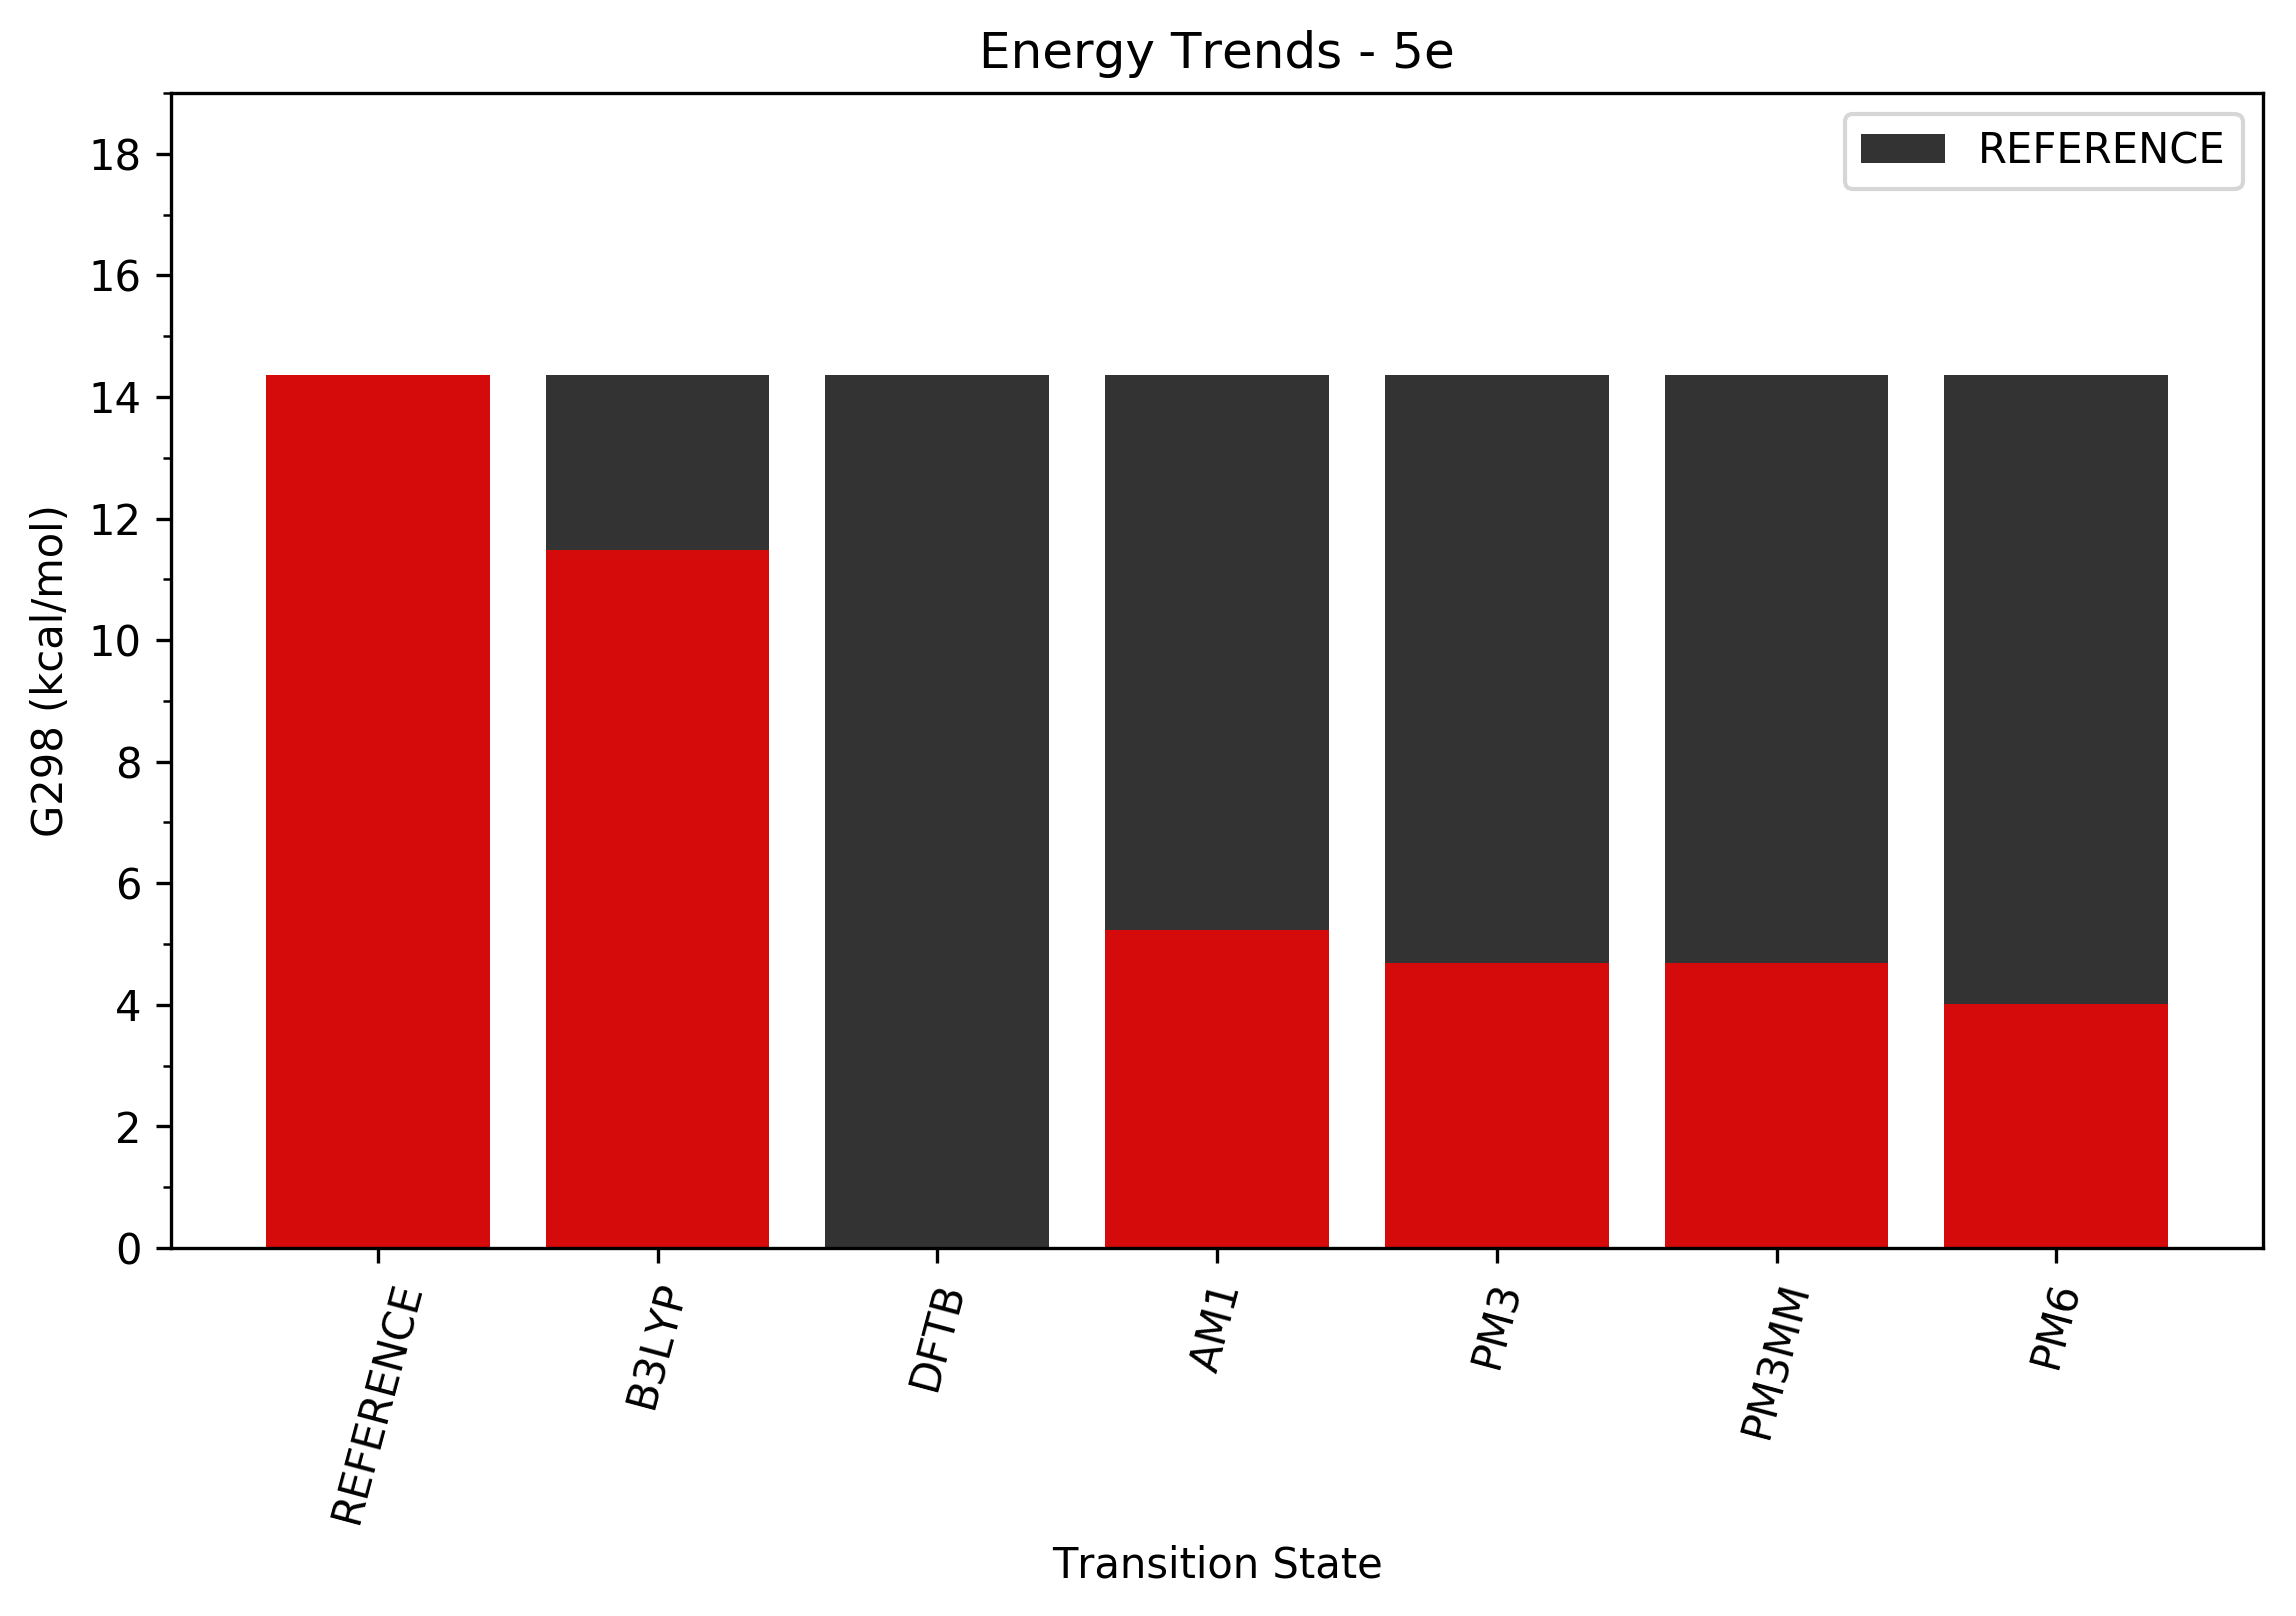 Energy Trends - 5e
REFERENCE
18
16
14
12
10
8
6
4
2
0
G298 (kcal/mol)
REFERENCE
B3LYP
DFTB
AM1
PM3
PM3MM
PM6
Transition State